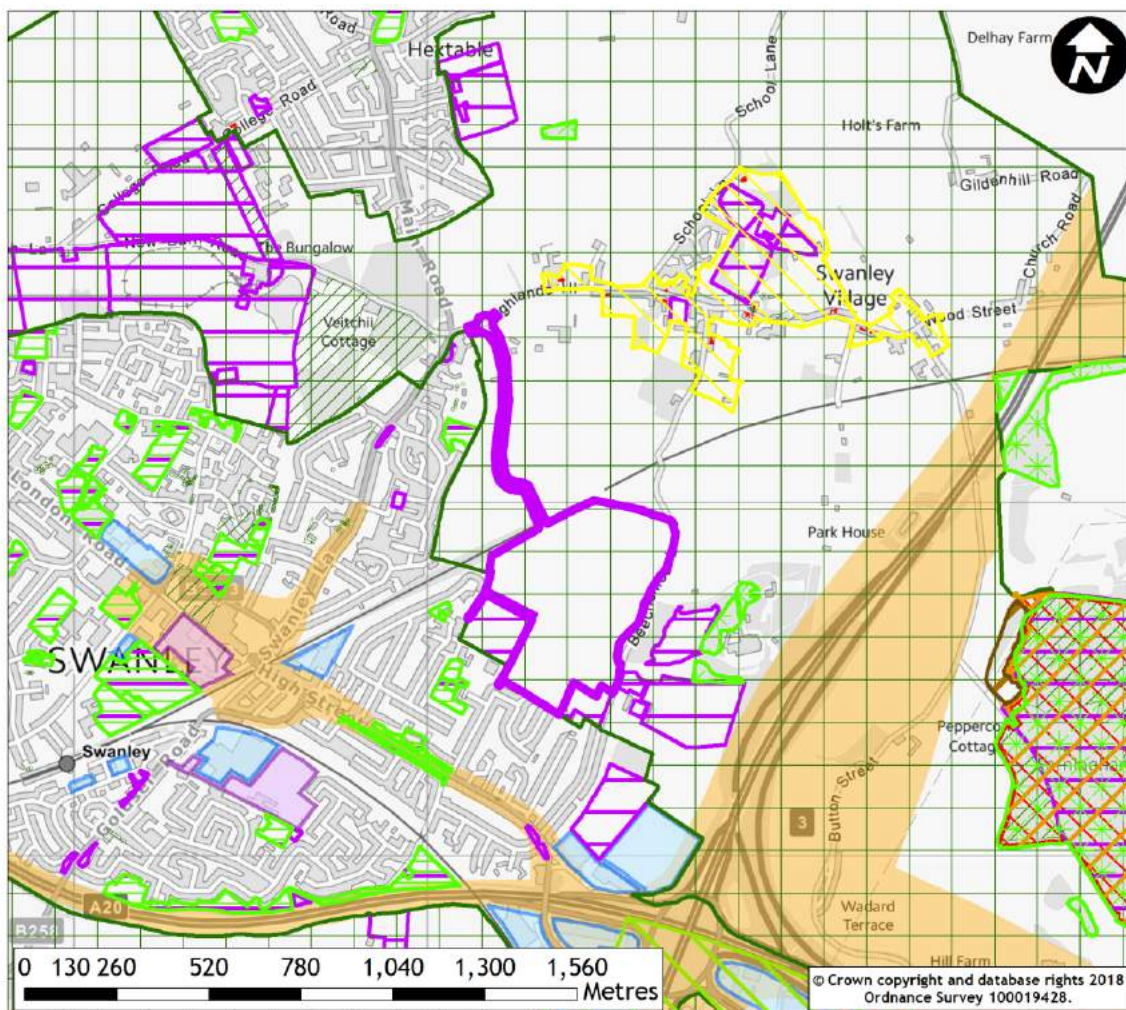 Road
Hextable
School Lane
Delhay Farm
N
College Road
Holt's Farm
College Road
Gildenhill Road
Church Road
Main Road
The Bungalow
Swanley
Village
Wood Street
Veitchii
Cottage
London Road
Park House
Swanley La
SWANLEY
High Street
Swanley
Button Street
3
A20
Wadard
Terrace
B258
Hill Farm
0 130 260 520 780 1,040 1,300 1,560
Metres
© Crown copyright and database rights 2018
Ordnance Survey 100019428.